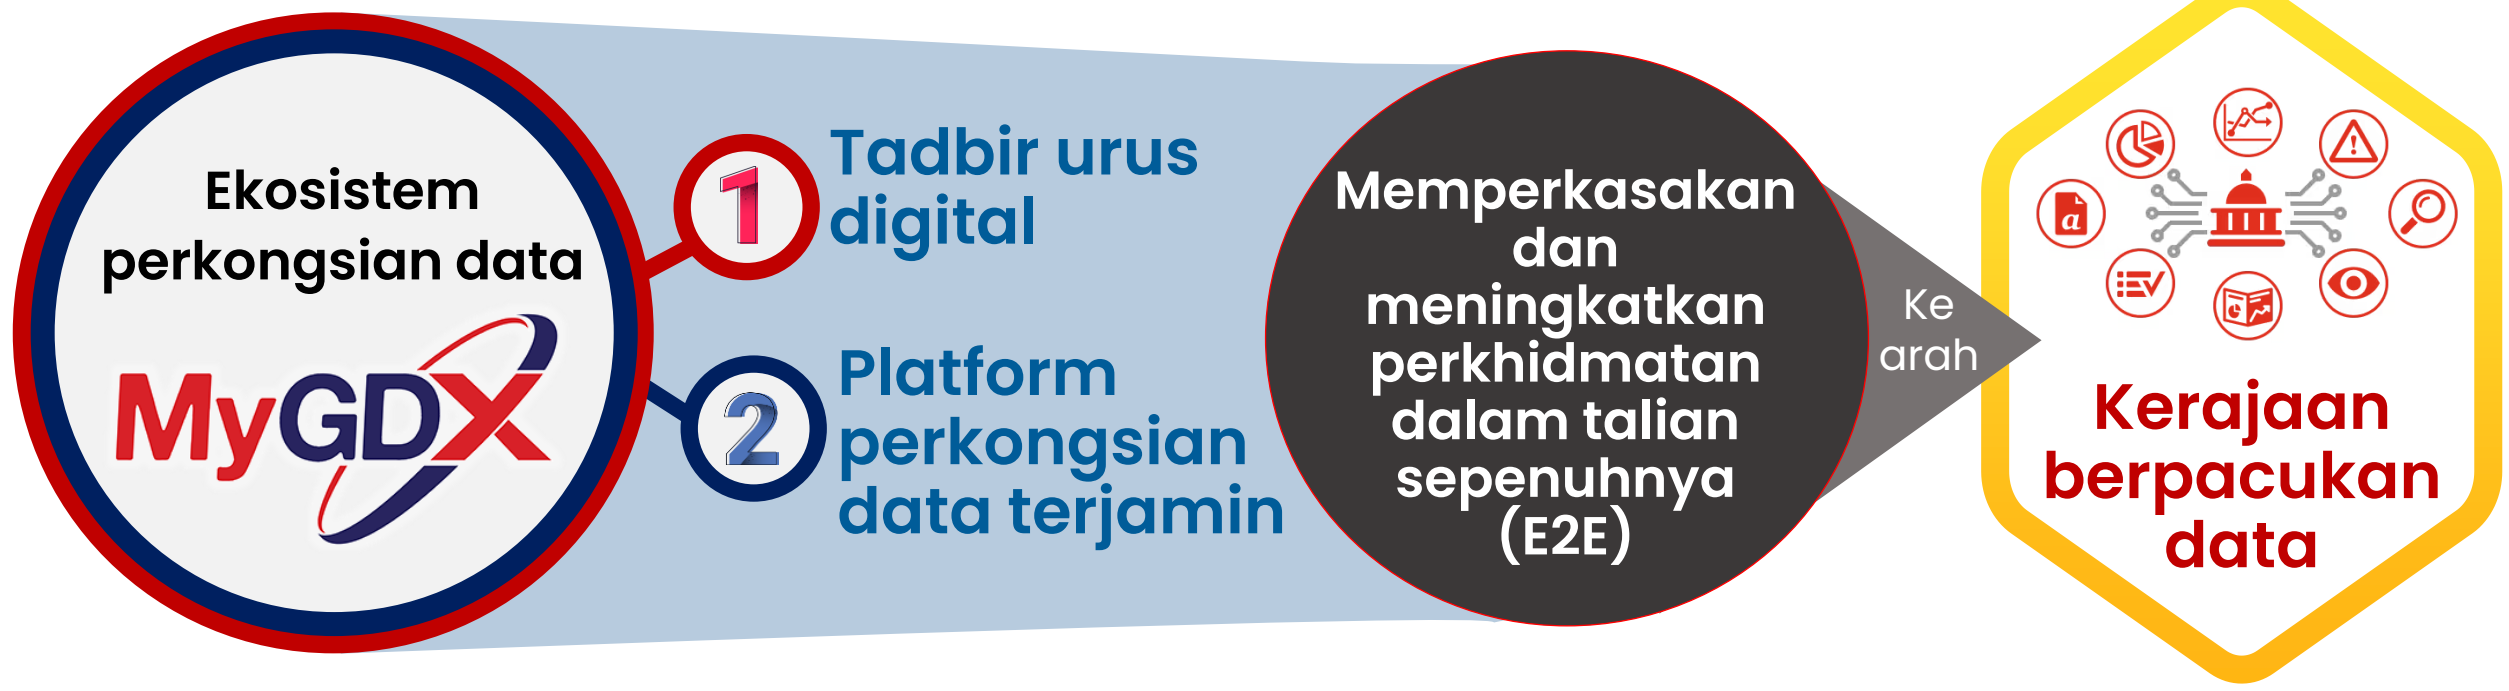 Ekosistem
perkongsian data
MyGDX
1
Tadbir urus
digital
2
Platform
perkongsian
data terjamin
Memperkasakan
dan
meningkatkan
perkhidmatan
dalam talian
sepenuhnya
(E2E)
Ke
arah
a
Kerajaan
berpacukan
data